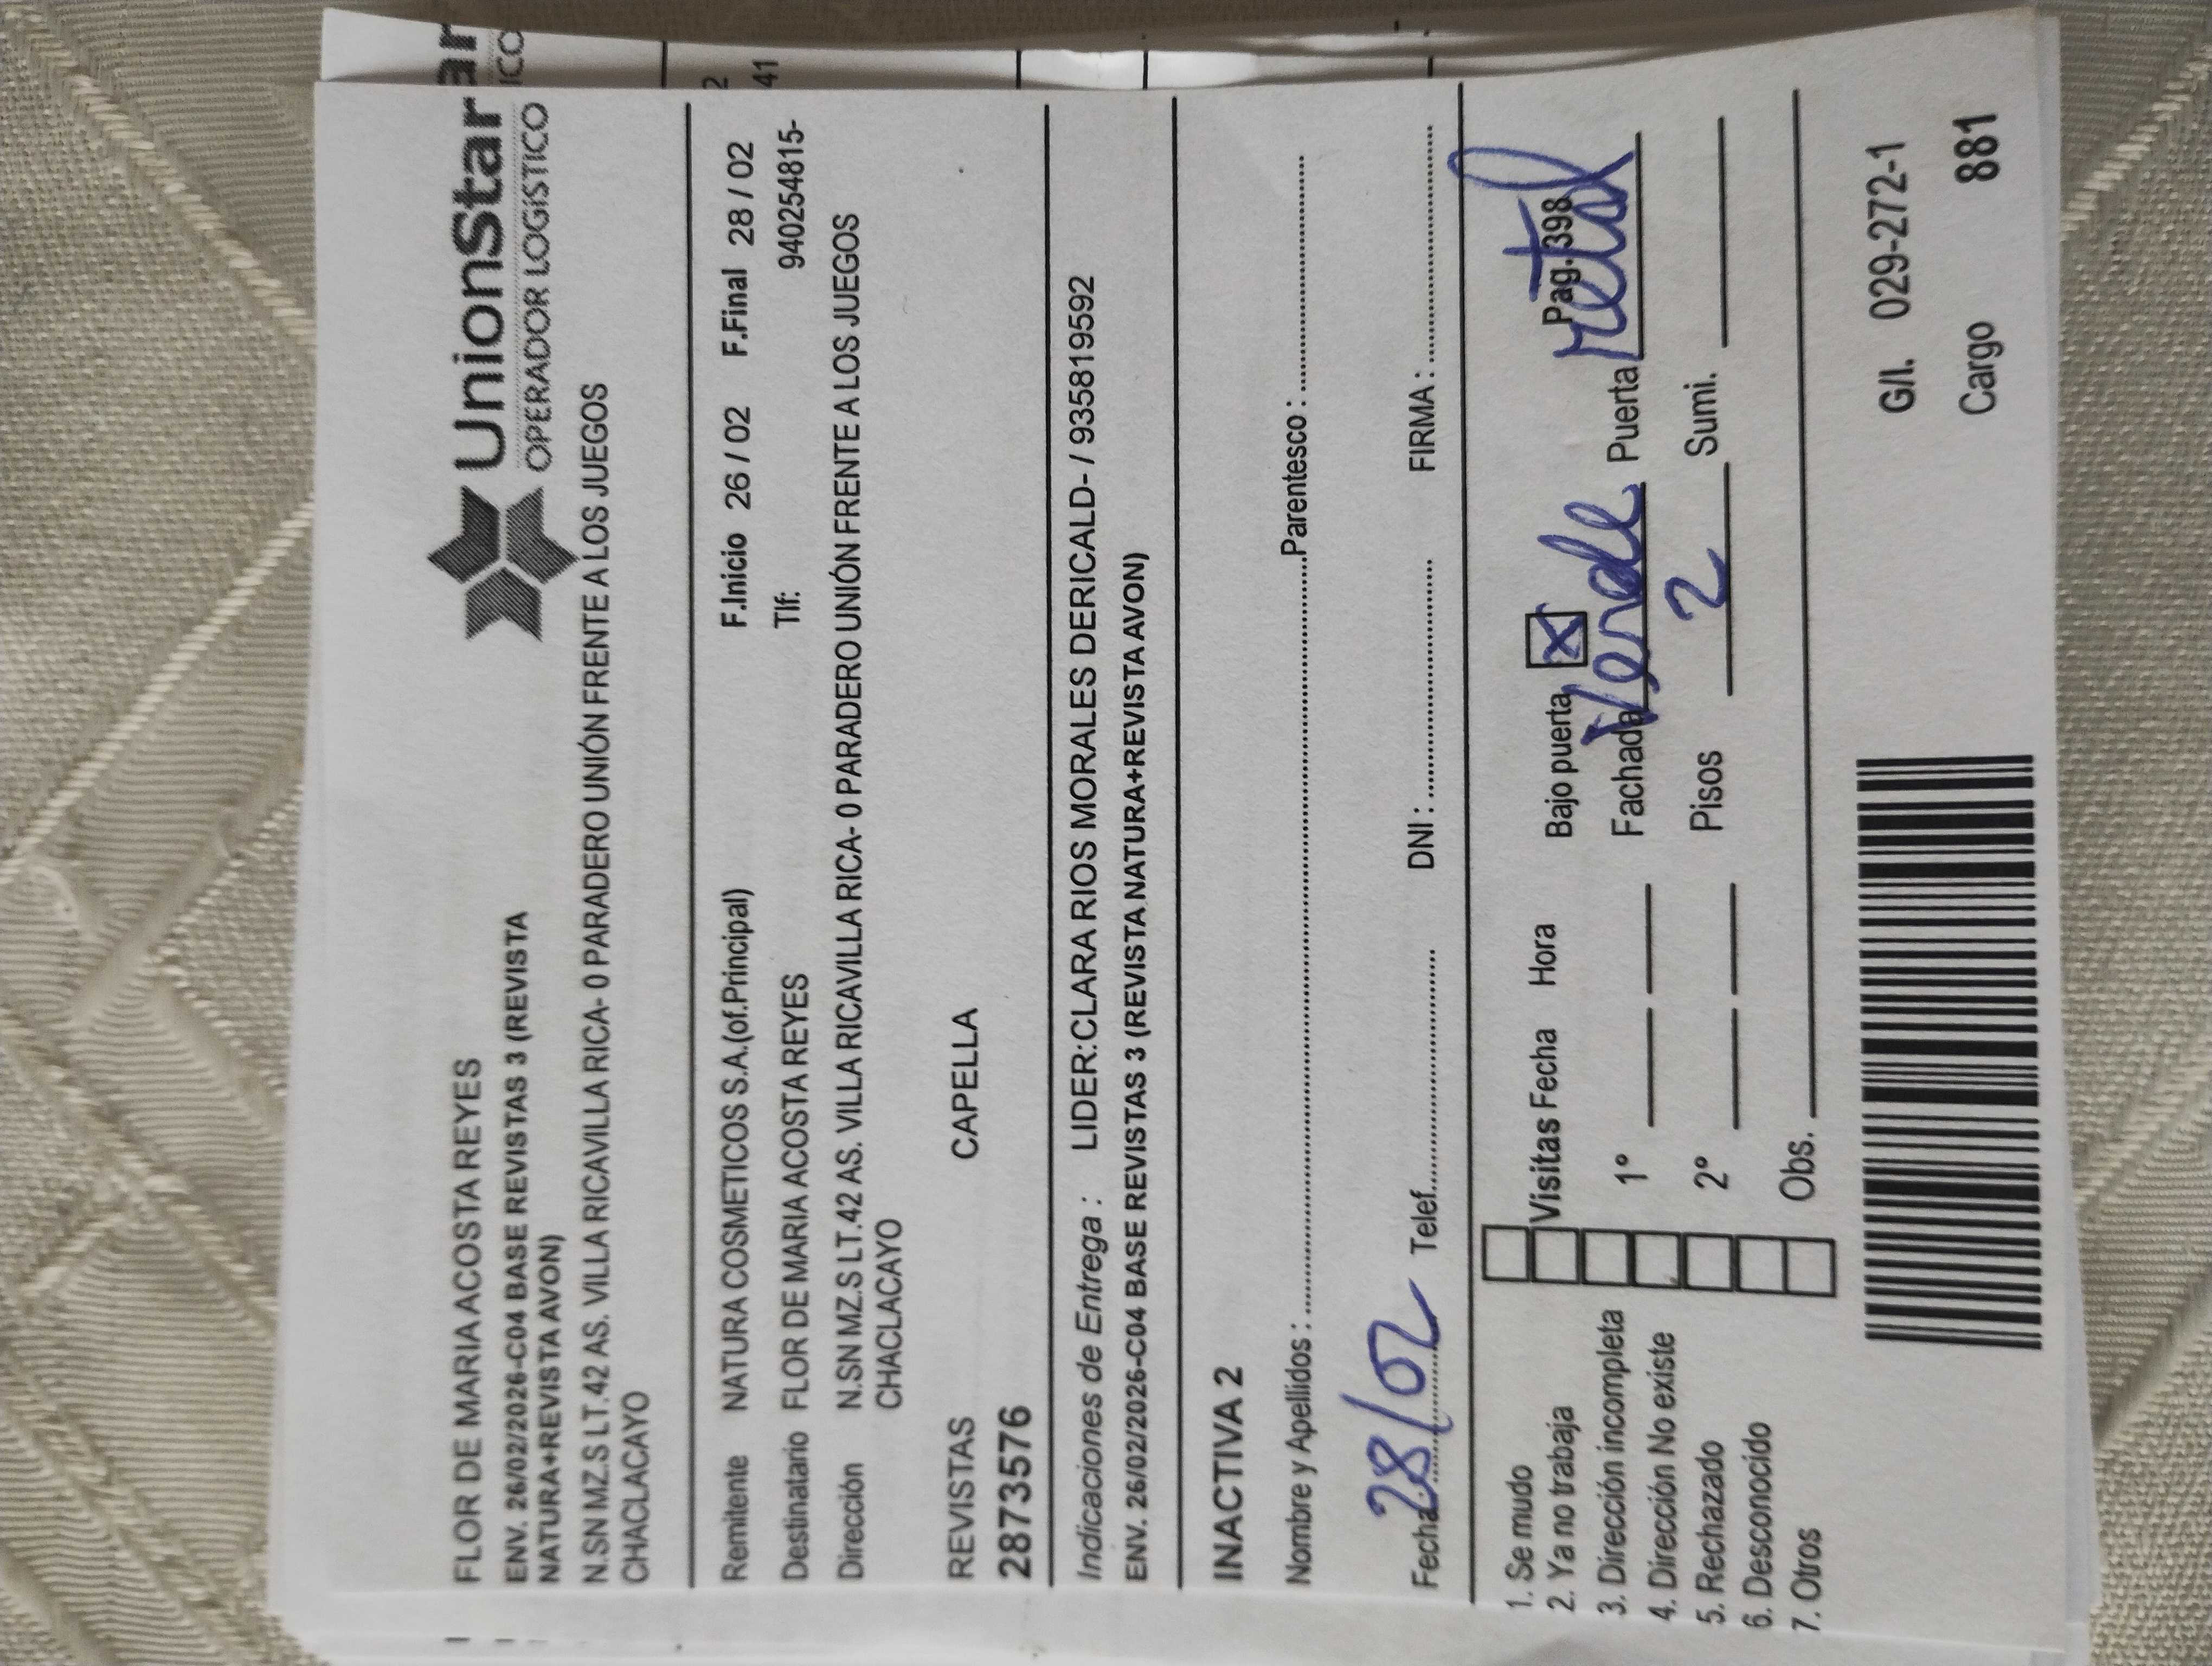 UnionStar
OPERADOR LOGÍSTICO
FLOR DE MARIA ACOSTA REYES
ENV. 26/02/2026-C04 BASE REVISTAS 3 (REVISTA
NATURA+REVISTA AVON)
N.SN MZ.S LT.42 AS. VILLA RICAVILLA RICA- 0 PARADERO UNIÓN FRENTE A LOS JUEGOS
CHACLACAYO
Remitente NATURA COSMETICOS S.A.(of.Principal) F.Inicio 26 / 02 F.Final 28 / 02
Destinatario FLOR DE MARIA ACOSTA REYES Tlf: 940254815-
Dirección N.SN MZ.S LT.42 AS. VILLA RICAVILLA RICA- 0 PARADERO UNIÓN FRENTE A LOS JUEGOS
CHACLACAYO
REVISTAS CAPELLA
28735576
Indicaciones de Entrega : LIDER:CLARA RIOS MORALES DERICALD- / 935819592
ENV. 26/02/2026-C04 BASE REVISTAS 3 (REVISTA NATURA+REVISTA AVON)
INACTIVA 2
Nombre y Apellidos : Parentesco :
Fecha 28/02 Telef. DNI : FIRMA :
1. Se mudo
2. Ya no trabaja
3. Dirección incompleta
4. Dirección No existe
5. Rechazado
6. Desconocido
7. Otros
Visitas Fecha Hora Bajo puerta X Pag. 398
1º Fachada Verde Puerta metal
2º Pisos 2 Sumi.
Obs.
G/l. 029-272-1
Cargo 881
ar
ICO
2
41